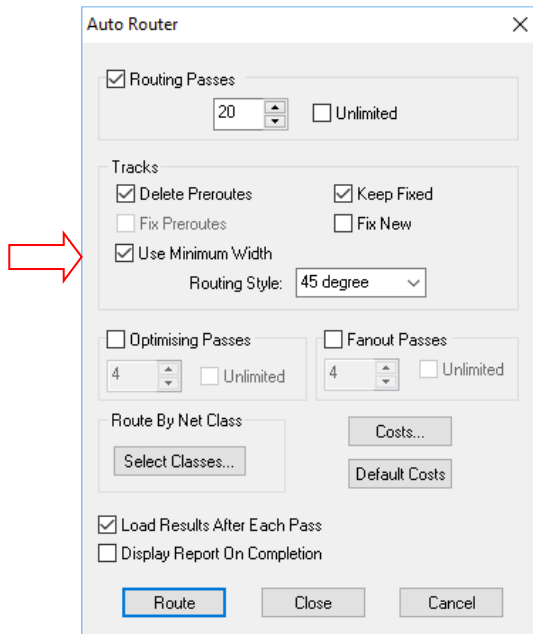 Auto Router
Routing Passes
20 Unlimited
Tracks
Delete Preroutes Keep Fixed
Fix Preroutes Fix New
Use Minimum Width
Routing Style: 45 degree
Optimising Passes Fanout Passes
4 Unlimited 4 Unlimited
Route By Net Class
Costs...
Select Classes...
Default Costs
Load Results After Each Pass
Display Report On Completion
Route Close Cancel